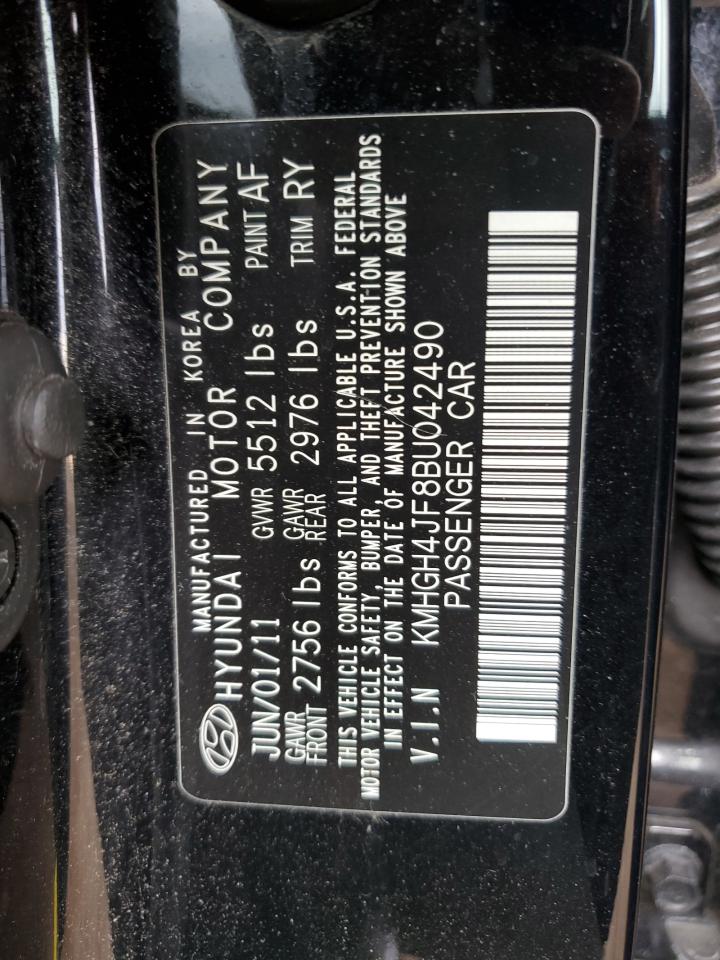 MANUFACTURED IN KOREA BY
HYUNDAI MOTOR COMPANY
JUN/01/11 GVWR 5512 lbs PAINT AF
GAWR FRONT 2756 lbs GAWR REAR 2976 lbs TRIM RY
THIS VEHICLE CONFORMS TO ALL APPLICABLE U.S.A. FEDERAL
MOTOR VEHICLE SAFETY, BUMPER, AND THEFT PREVENTION STANDARDS
IN EFFECT ON THE DATE OF MANUFACTURE SHOWN ABOVE
V.I.N KMHGH4JF8BU042490
PASSENGER CAR